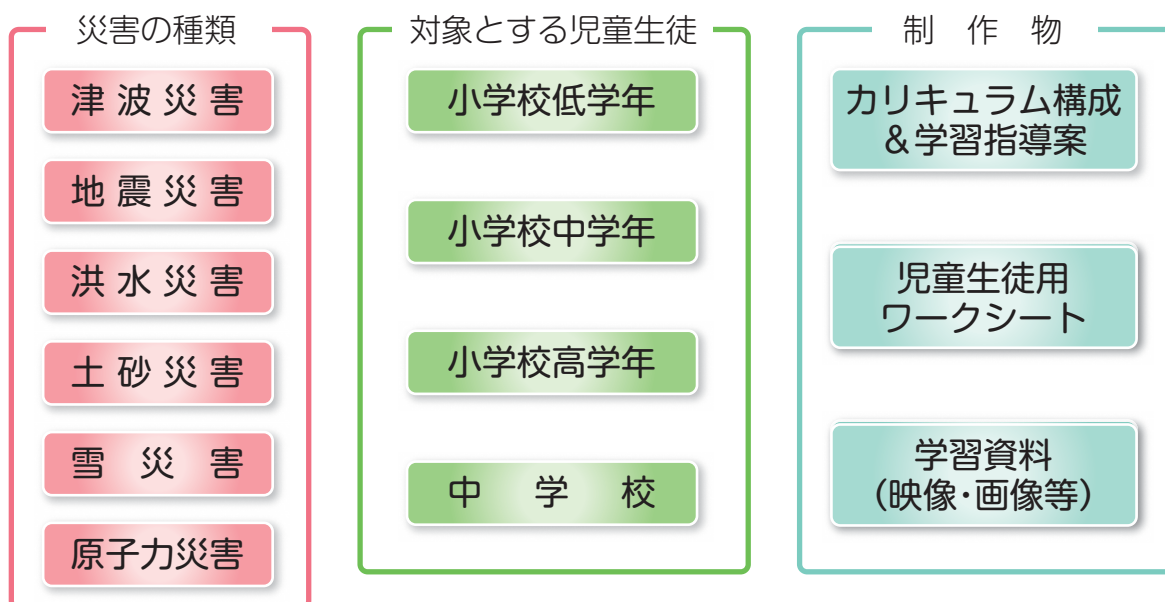 災害の種類
津波災害
地震災害
洪水災害
土砂災害
雪災害
原子力災害
対象とする児童生徒
小学校低学年
小学校中学年
小学校高学年
中学校
制作物
カリキュラム構成
&学習指導案
児童生徒用
ワークシート
学習資料
(映像・画像等)